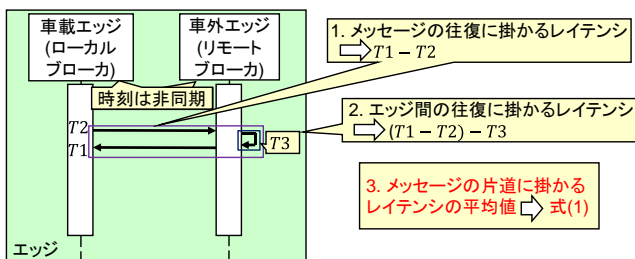 車載エッジ
(ローカル
ブローカ)
車外エッジ
(リモート
ブローカ)
時刻は非同期
T2
T1
T3
エッジ
1. メッセージの往復に掛かるレイテンシ
⇨T1 − T2
2. エッジ間の往復に掛かるレイテンシ
⇨(T1 − T2) − T3
3. メッセージの片道に掛かる
レイテンシの平均値 ⇨ 式(1)